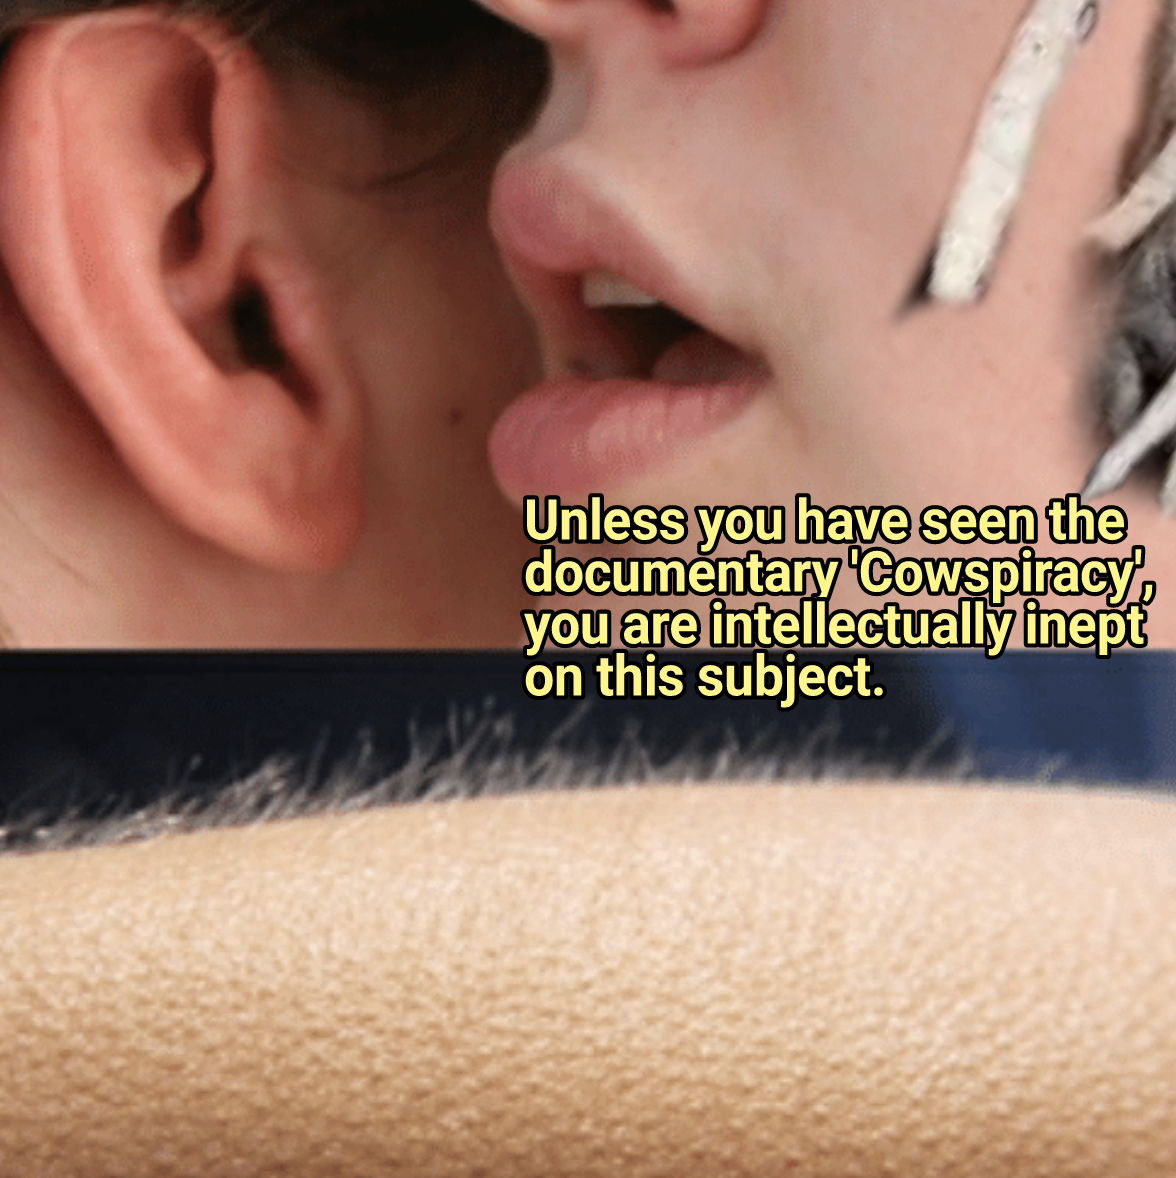 Unless you have seen the
documentary 'Cowspiracy',
you are intellectually inept
on this subject.